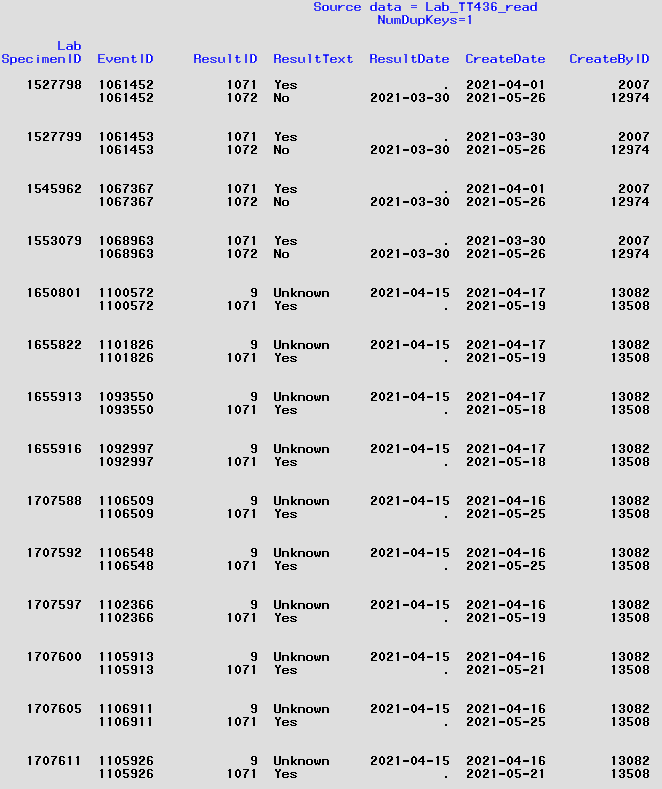 Source data = Lab_TT436_read
NumDupKeys=1
Lab
SpecimenID EventID ResultID ResultText ResultDate CreateDate CreateByID
1527798 1061452 1071 Yes . 2021-04-01 2007
1061452 1072 No 2021-03-30 2021-05-26 12974
1527799 1061453 1071 Yes . 2021-03-30 2007
1061453 1072 No 2021-03-30 2021-05-26 12974
1545962 1067367 1071 Yes . 2021-04-01 2007
1067367 1072 No 2021-03-30 2021-05-26 12974
1553079 1068963 1071 Yes . 2021-03-30 2007
1068963 1072 No 2021-03-30 2021-05-26 12974
1650801 1100572 9 Unknown 2021-04-15 2021-04-17 13082
1100572 1071 Yes . 2021-05-19 13508
1655822 1101826 9 Unknown 2021-04-15 2021-04-17 13082
1101826 1071 Yes . 2021-05-19 13508
1655913 1093550 9 Unknown 2021-04-15 2021-04-17 13082
1093550 1071 Yes . 2021-05-18 13508
1655916 1092997 9 Unknown 2021-04-15 2021-04-17 13082
1092997 1071 Yes . 2021-05-18 13508
1707588 1106509 9 Unknown 2021-04-15 2021-04-16 13082
1106509 1071 Yes . 2021-05-25 13508
1707592 1106548 9 Unknown 2021-04-15 2021-04-16 13082
1106548 1071 Yes . 2021-05-25 13508
1707597 1102366 9 Unknown 2021-04-15 2021-04-16 13082
1102366 1071 Yes . 2021-05-19 13508
1707600 1105913 9 Unknown 2021-04-15 2021-04-16 13082
1105913 1071 Yes . 2021-05-21 13508
1707605 1106911 9 Unknown 2021-04-15 2021-04-16 13082
1106911 1071 Yes . 2021-05-25 13508
1707611 1105926 9 Unknown 2021-04-15 2021-04-16 13082
1105926 1071 Yes . 2021-05-21 13508